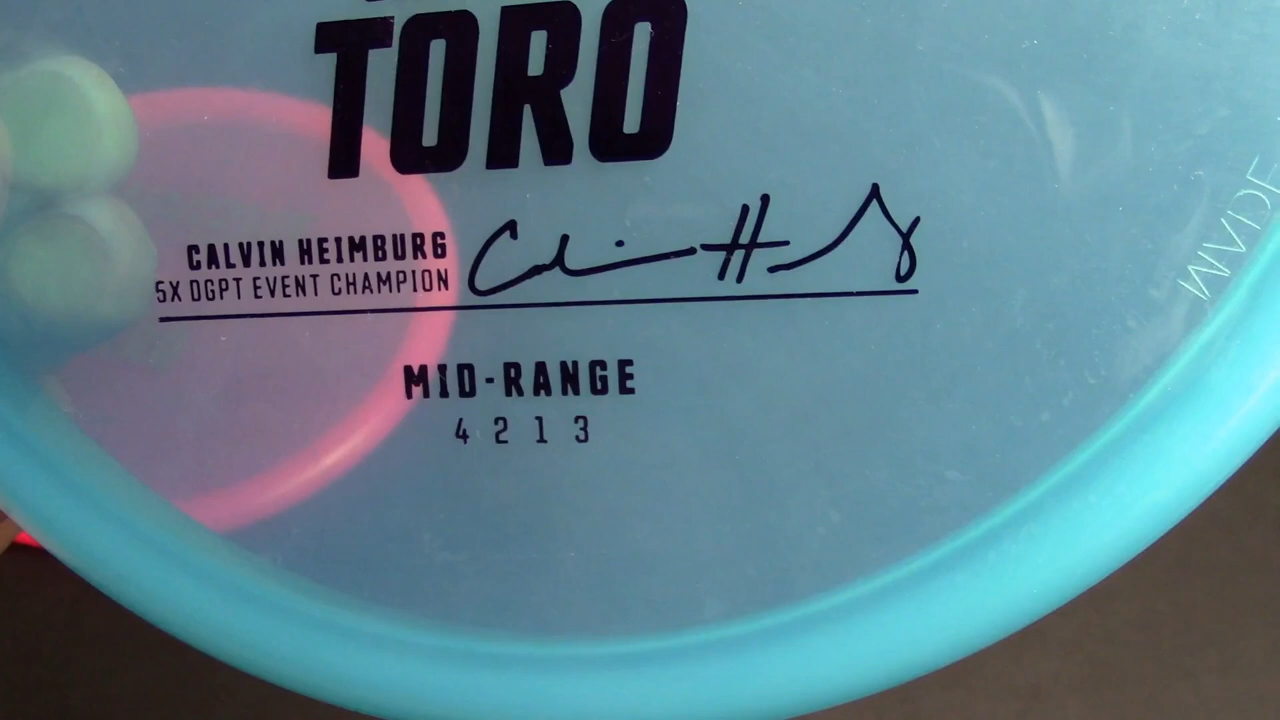 TORO
CALVIN HEIMBURG
5X DGPT EVENT CHAMPION
MID-RANGE
4 2 1 3